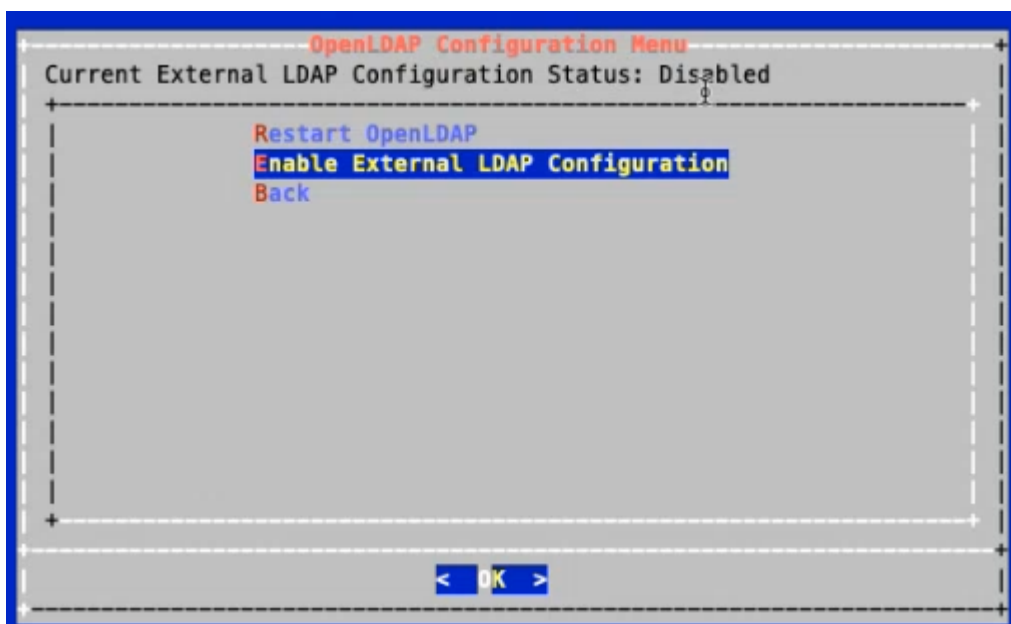 OpenLDAP Configuration Menu
Current External LDAP Configuration Status: Disabled
Restart OpenLDAP
Enable External LDAP Configuration
Back
< OK >